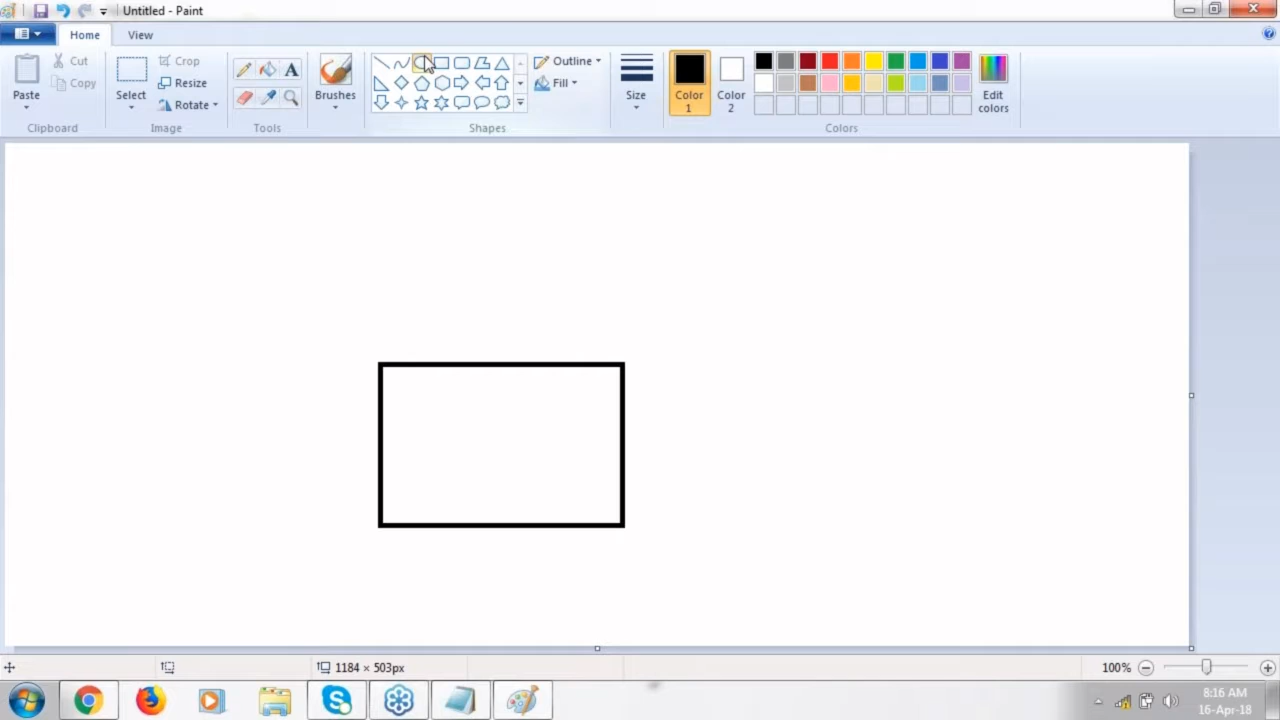 Untitled - Paint
Home View
Paste
Cut
Copy
Clipboard
Select
Crop
Resize
Rotate
Image
A
Tools
Brushes
Outline
Fill
Shapes
Size
Color 1
Color 2
Edit colors
Colors
1184 × 503px
100%
8:16 AM
16-Apr-18